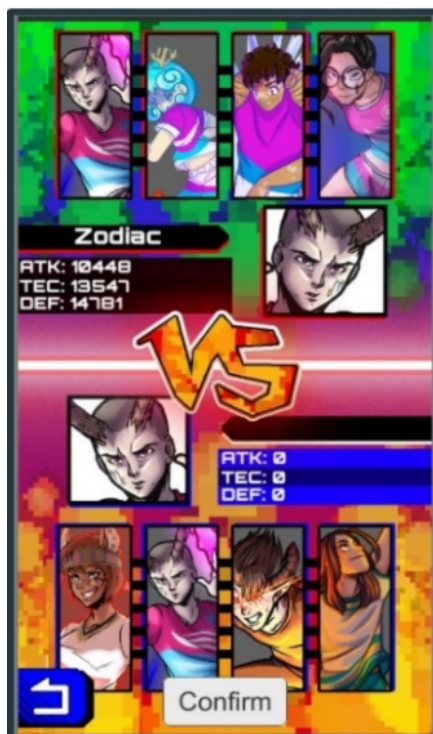 Zodiac
ATK: 10448
TEC: 13547
DEF: 14781
VS
ATK: 0
TEC: 0
DEF: 0
Confirm